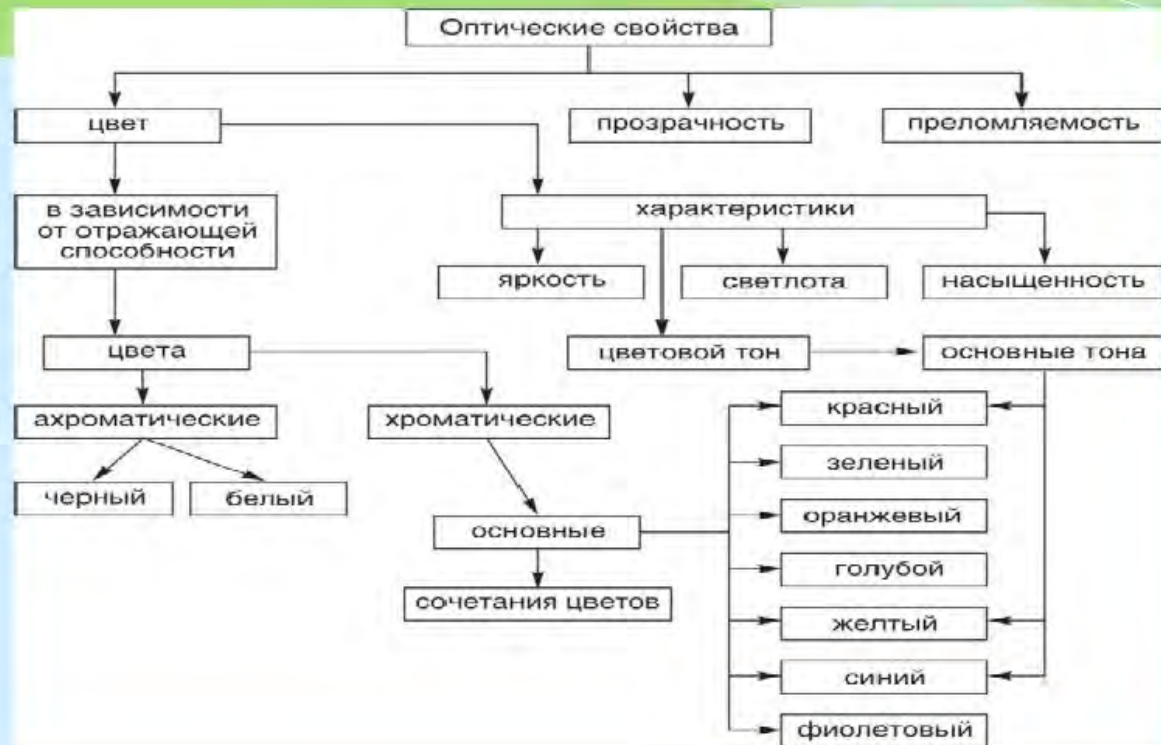 Оптические свойства
цвет
прозрачность
преломляемость
в зависимости
от отражающей
способности
характеристики
яркость
светлота
насыщенность
цвета
цветовой тон
основные тона
ахроматические
хроматические
красный
зеленый
черный
белый
оранжевый
основные
голубой
сочетания цветов
желтый
синий
фиолетовый